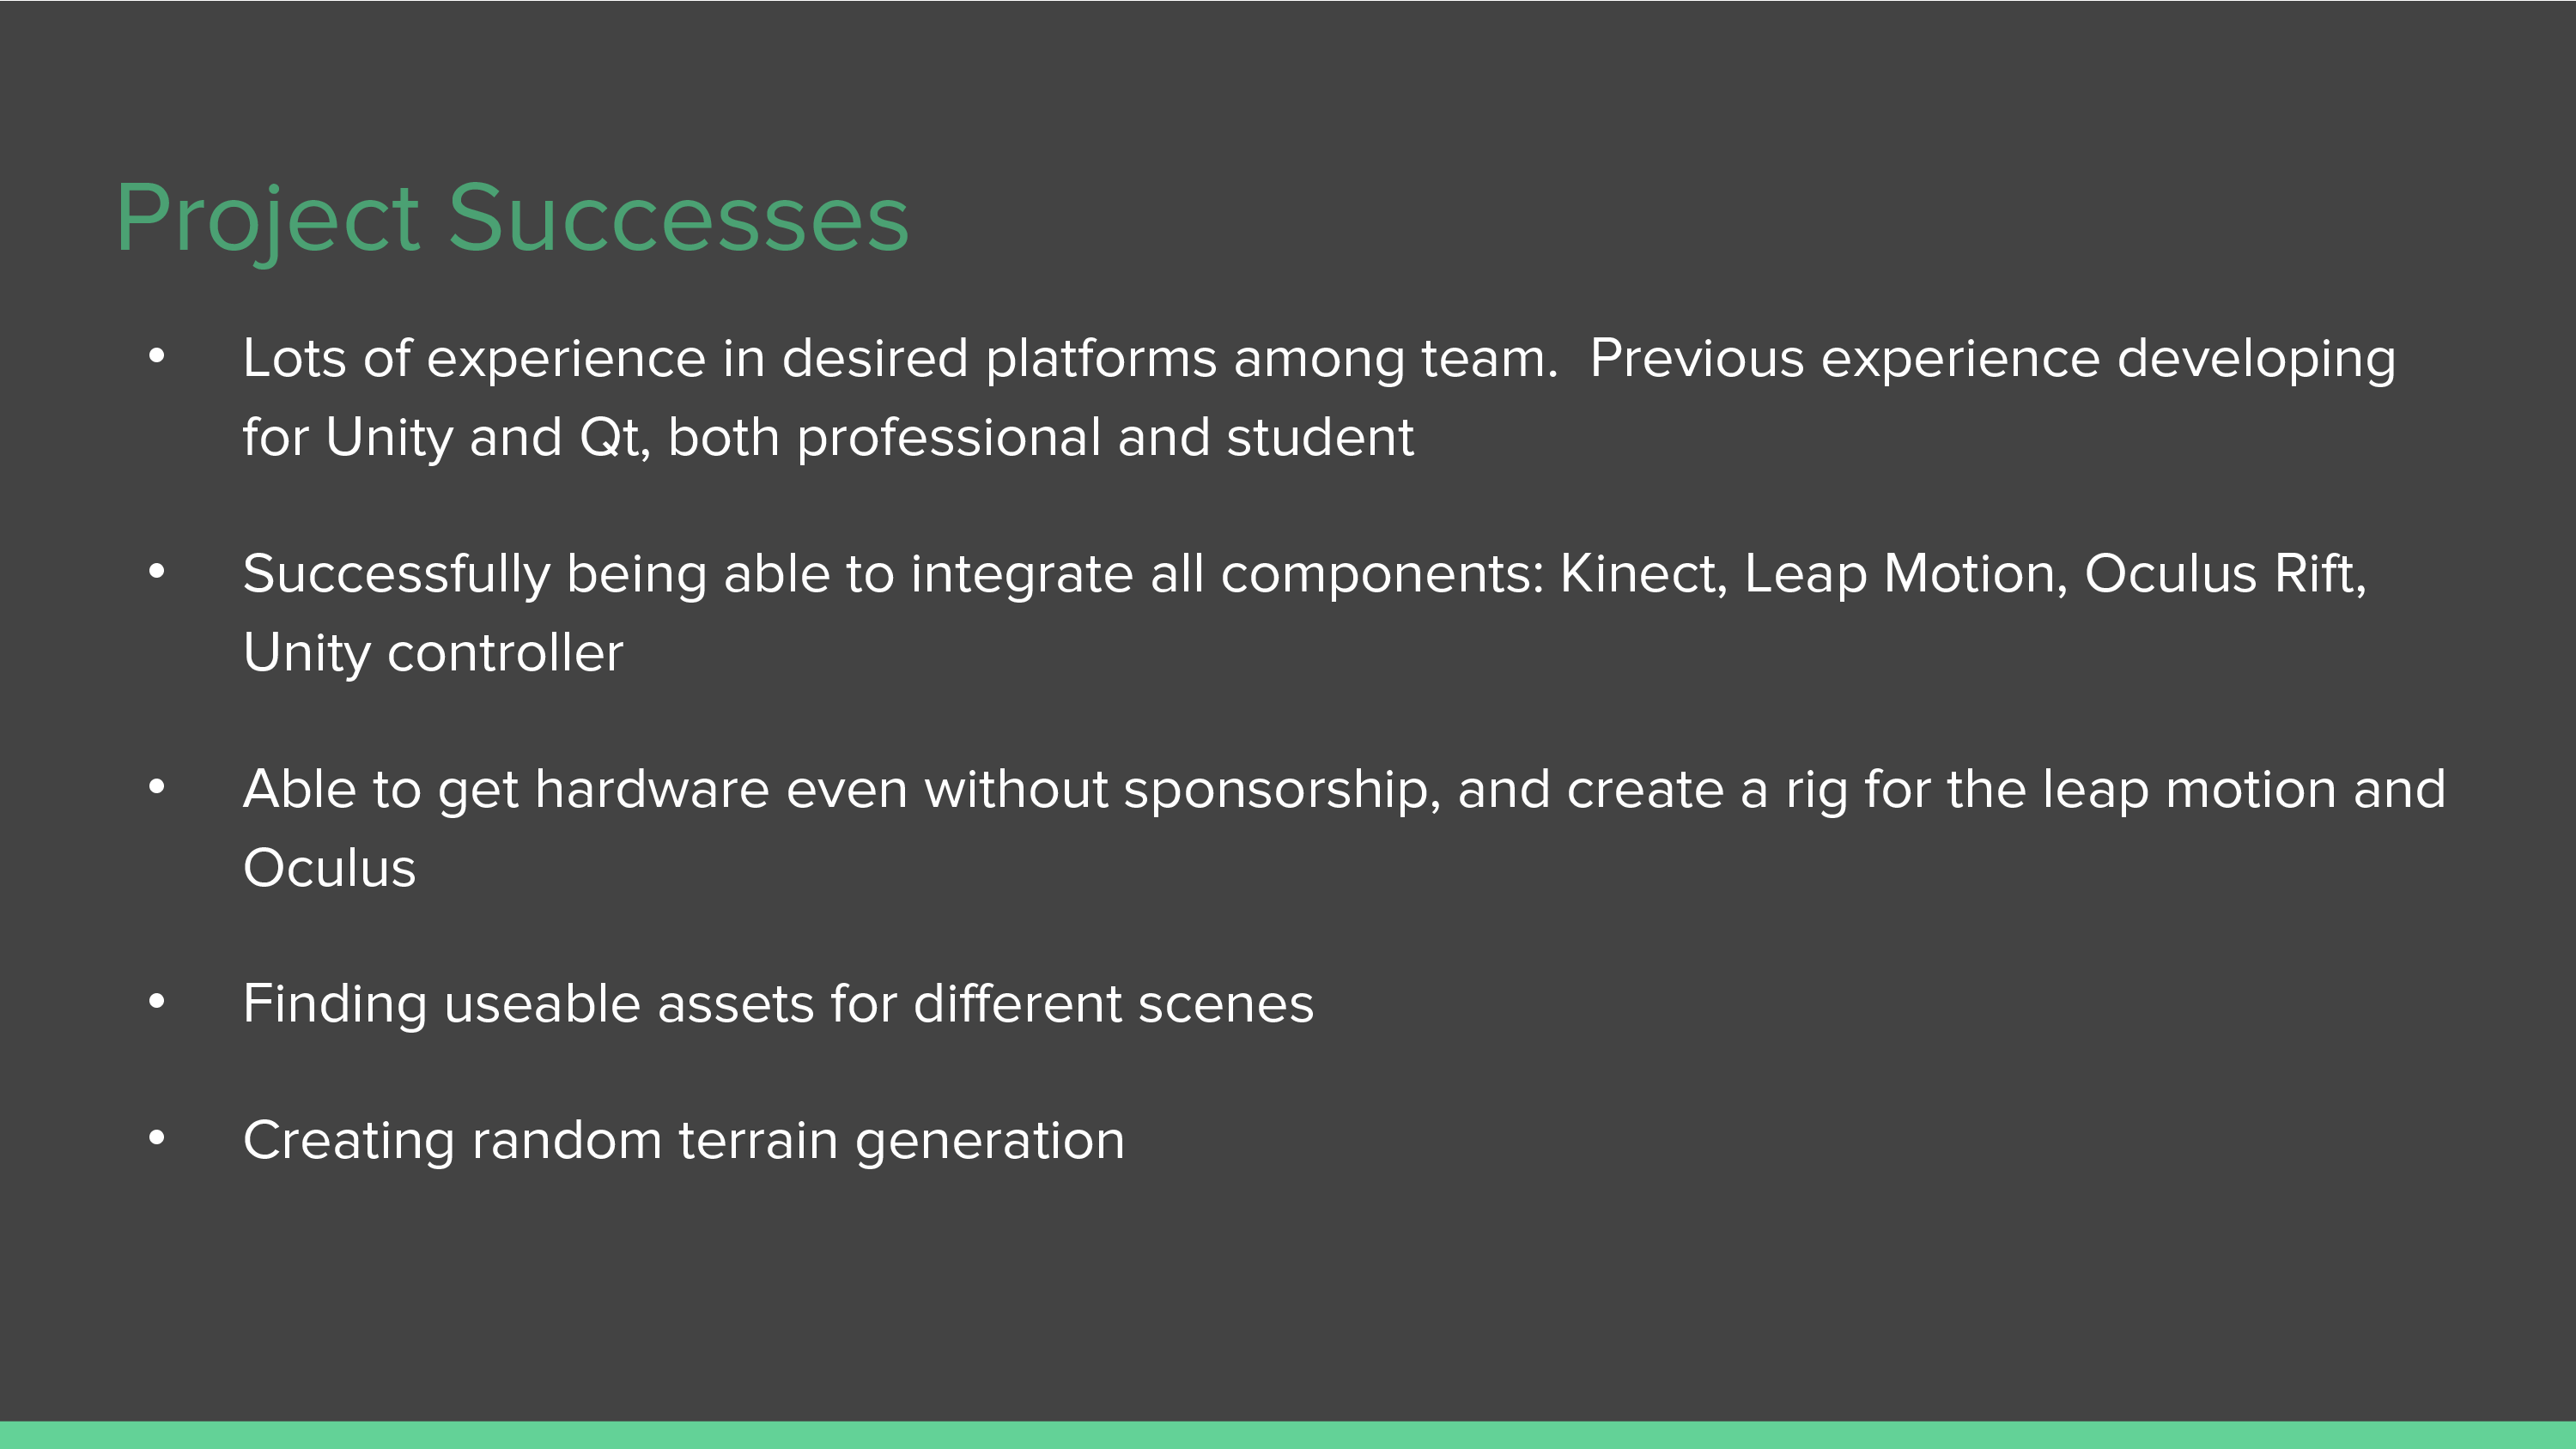 Project Successes
• Lots of experience in desired platforms among team.  Previous experience developing
for Unity and Qt, both professional and student
• Successfully being able to integrate all components: Kinect, Leap Motion, Oculus Rift,
Unity controller
• Able to get hardware even without sponsorship, and create a rig for the leap motion and
Oculus
• Finding useable assets for different scenes
• Creating random terrain generation